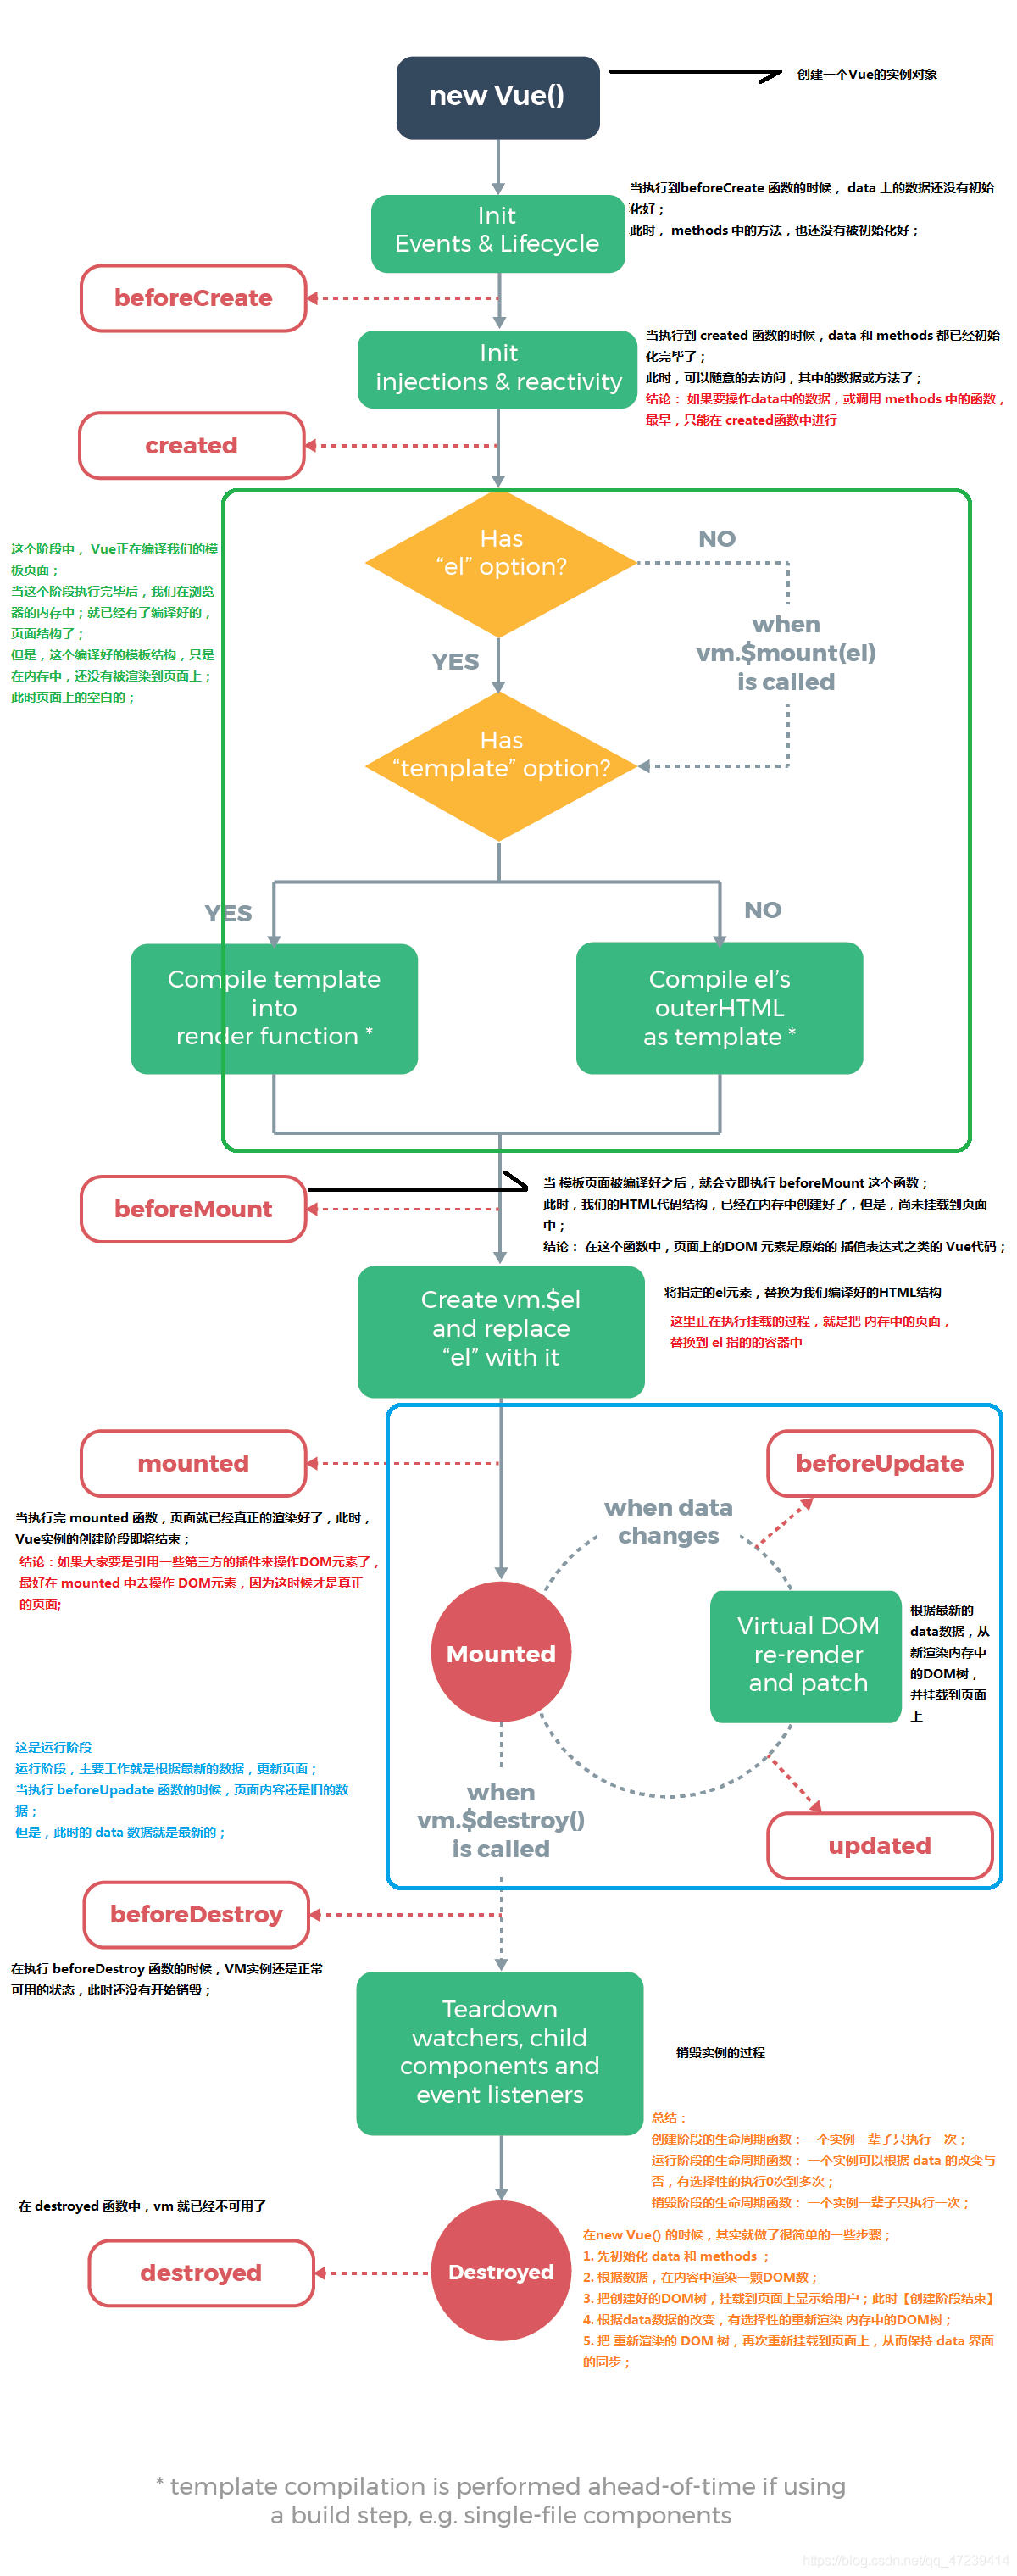 new Vue()
创建一个Vue的实例对象
当执行到beforeCreate 函数的时候， data 上的数据还没有初始
化好；
此时， methods 中的方法，也还没有被初始化好；
Init
Events & Lifecycle
beforeCreate
当执行到 created 函数的时候，data 和 methods 都已经初始
化完毕了；
此时，可以随意的去访问，其中的数据或方法了；
结论： 如果要操作data中的数据，或调用 methods 中的函数，
最早，只能在 created函数中进行
Init
injections & reactivity
created
这个阶段中， Vue正在编译我们的模
板页面；
当这个阶段执行完毕后，我们在浏览
器的内存中；就已经有了编译好的，
页面结构了；
但是，这个编译好的模板结构，只是
在内存中，还没有被渲染到页面上；
此时页面上的空白的；
Has
“el” option?
NO
when
vm.$mount(el)
is called
YES
Has
“template” option?
YES
NO
Compile template
into
render function *
Compile el’s
outerHTML
as template *
beforeMount
当 模板页面被编译好之后，就会立即执行 beforeMount 这个函数；
此时，我们的HTML代码结构，已经在内存中创建好了，但是，尚未挂载到页面
中；
结论： 在这个函数中，页面上的DOM 元素是原始的 插值表达式之类的 Vue代码；
Create vm.$el
and replace
“el” with it
将指定的el元素，替换为我们编译好的HTML结构
这里正在执行挂载的过程，就是把 内存中的页面，
替换到 el 指的的容器中
mounted
当执行完 mounted 函数，页面就已经真正的渲染好了，此时，
Vue实例的创建阶段即将结束；
结论：如果大家要是引用一些第三方的插件来操作DOM元素了，
最好在 mounted 中去操作 DOM元素，因为这时候才是真正
的页面;
beforeUpdate
when data
changes
Mounted
Virtual DOM
re-render
and patch
根据最新的
data数据，从
新渲染内存中
的DOM树，
并挂载到页面
上
这是运行阶段
运行阶段，主要工作就是根据最新的数据，更新页面；
当执行 beforeUpadate 函数的时候，页面内容还是旧的数
据；
但是，此时的 data 数据就是最新的；
when
vm.$destroy()
is called
updated
beforeDestroy
在执行 beforeDestroy 函数的时候，VM实例还是正常
可用的状态，此时还没有开始销毁；
Teardown
watchers, child
components and
event listeners
销毁实例的过程
总结：
创建阶段的生命周期函数：一个实例一辈子只执行一次；
运行阶段的生命周期函数： 一个实例可以根据 data 的改变与
否，有选择性的执行0次到多次；
销毁阶段的生命周期函数： 一个实例一辈子只执行一次；
在 destroyed 函数中，vm 就已经不可用了
destroyed
Destroyed
在new Vue() 的时候，其实就做了很简单的一些步骤；
1. 先初始化 data 和 methods ；
2. 根据数据，在内容中渲染一颗DOM数；
3. 把创建好的DOM树，挂载到页面上显示给用户；此时【创建阶段结束】
4. 根据data数据的改变，有选择性的重新渲染 内存中的DOM树；
5. 把 重新渲染的 DOM 树，再次重新挂载到页面上，从而保持 data 界面
的同步；
* template compilation is performed ahead-of-time if using
a build step, e.g. single-file components
https://blog.csdn.net/qq_47239414